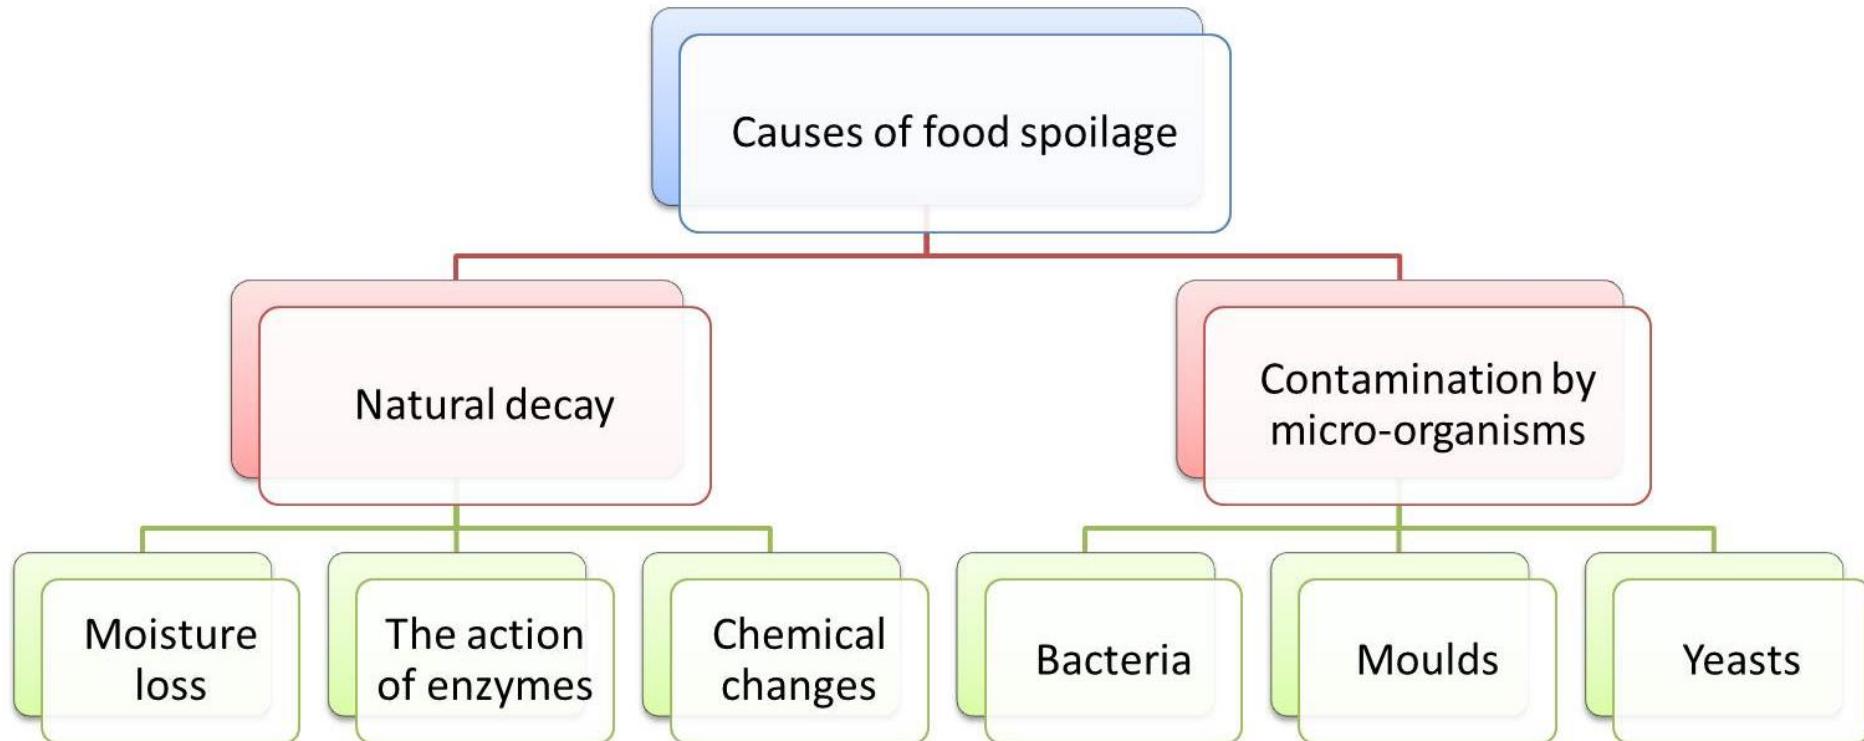 Causes of food spoilage
Natural decay
Contamination by
micro-organisms
Moisture
loss
The action
of enzymes
Chemical
changes
Bacteria
Moulds
Yeasts